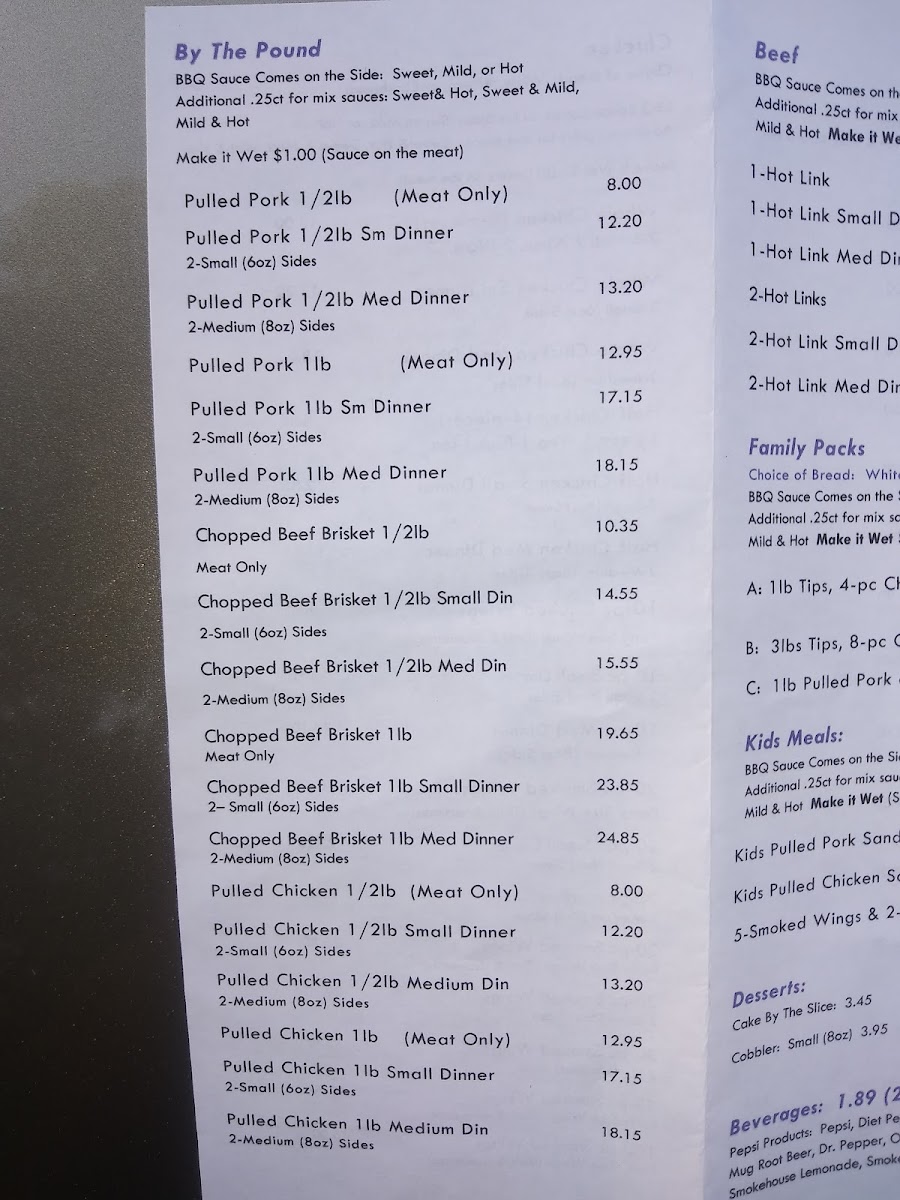 By The Pound
BBQ Sauce Comes on the Side: Sweet, Mild, or Hot
Additional .25ct for mix sauces: Sweet& Hot, Sweet & Mild,
Mild & Hot
Make it Wet $1.00 (Sauce on the meat)
Pulled Pork 1/2lb (Meat Only) 8.00
Pulled Pork 1/2lb Sm Dinner 12.20
2-Small (6oz) Sides
Pulled Pork 1/2lb Med Dinner 13.20
2-Medium (8oz) Sides
Pulled Pork 1lb (Meat Only) 12.95
Pulled Pork 1lb Sm Dinner 17.15
2-Small (6oz) Sides
Pulled Pork 1lb Med Dinner 18.15
2-Medium (8oz) Sides
Chopped Beef Brisket 1/2lb 10.35
Meat Only
Chopped Beef Brisket 1/2lb Small Din 14.55
2-Small (6oz) Sides
Chopped Beef Brisket 1/2lb Med Din 15.55
2-Medium (8oz) Sides
Chopped Beef Brisket 1lb 19.65
Meat Only
Chopped Beef Brisket 1lb Small Dinner 23.85
2– Small (6oz) Sides
Chopped Beef Brisket 1lb Med Dinner 24.85
2-Medium (8oz) Sides
Pulled Chicken 1/2lb (Meat Only) 8.00
Pulled Chicken 1/2lb Small Dinner 12.20
2-Small (6oz) Sides
Pulled Chicken 1/2lb Medium Din 13.20
2-Medium (8oz) Sides
Pulled Chicken 1lb (Meat Only) 12.95
Pulled Chicken 1lb Small Dinner 17.15
2-Small (6oz) Sides
Pulled Chicken 1lb Medium Din 18.15
2-Medium (8oz) Sides
Beef
BBQ Sauce Comes on th
Additional .25ct for mix
Mild & Hot Make it We
1-Hot Link
1-Hot Link Small D
1-Hot Link Med Din
2-Hot Links
2-Hot Link Small D
2-Hot Link Med Din
Family Packs
Choice of Bread: White
BBQ Sauce Comes on the S
Additional .25ct for mix sa
Mild & Hot Make it Wet
A: 1lb Tips, 4-pc Ch
B: 3lbs Tips, 8-pc C
C: 1lb Pulled Pork
Kids Meals:
BBQ Sauce Comes on the Si
Additional .25ct for mix sau
Mild & Hot Make it Wet (S
Kids Pulled Pork Sand
Kids Pulled Chicken Sa
5-Smoked Wings & 2-
Desserts:
Cake By The Slice: 3.45
Cobbler: Small (8oz) 3.95
Beverages: 1.89 (2
Pepsi Products: Pepsi, Diet Pe
Mug Root Beer, Dr. Pepper, O
Smokehouse Lemonade, Smoke